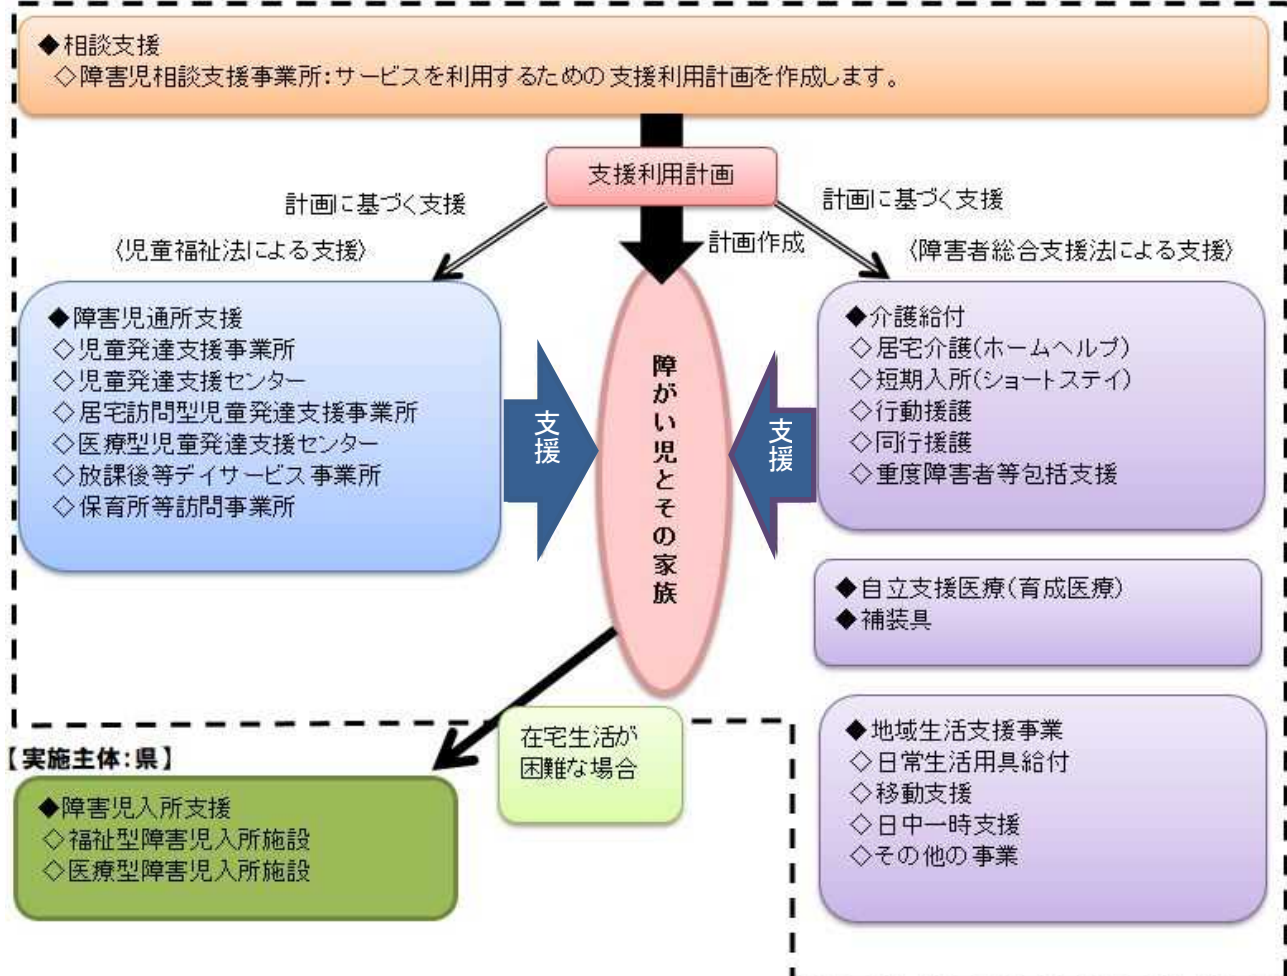 ◆相談支援
◇障害児相談支援事業所：サービスを利用するための支援利用計画を作成します。
支援利用計画
計画に基づく支援
計画に基づく支援
計画作成
〈児童福祉法による支援〉
〈障害者総合支援法による支援〉
◆障害児通所支援
◇児童発達支援事業所
◇児童発達支援センター
◇居宅訪問型児童発達支援事業所
◇医療型児童発達支援センター
◇放課後等デイサービス事業所
◇保育所等訪問事業所
支援
障がい児とその家族
支援
◆介護給付
◇居宅介護(ホームヘルプ)
◇短期入所(ショートステイ)
◇行動援護
◇同行援護
◇重度障害者等包括支援
◆自立支援医療(育成医療)
◆補装具
在宅生活が
困難な場合
【実施主体：県】
◆障害児入所支援
◇福祉型障害児入所施設
◇医療型障害児入所施設
◆地域生活支援事業
◇日常生活用具給付
◇移動支援
◇日中一時支援
◇その他の事業